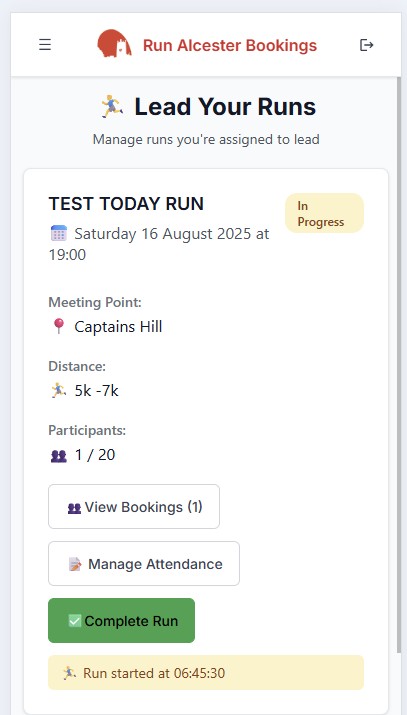 Run Alcester Bookings
Lead Your Runs
Manage runs you're assigned to lead
TEST TODAY RUN
In
Progress
Saturday 16 August 2025 at
19:00
Meeting Point:
Captains Hill
Distance:
5k -7k
Participants:
1 / 20
View Bookings (1)
Manage Attendance
Complete Run
Run started at 06:45:30